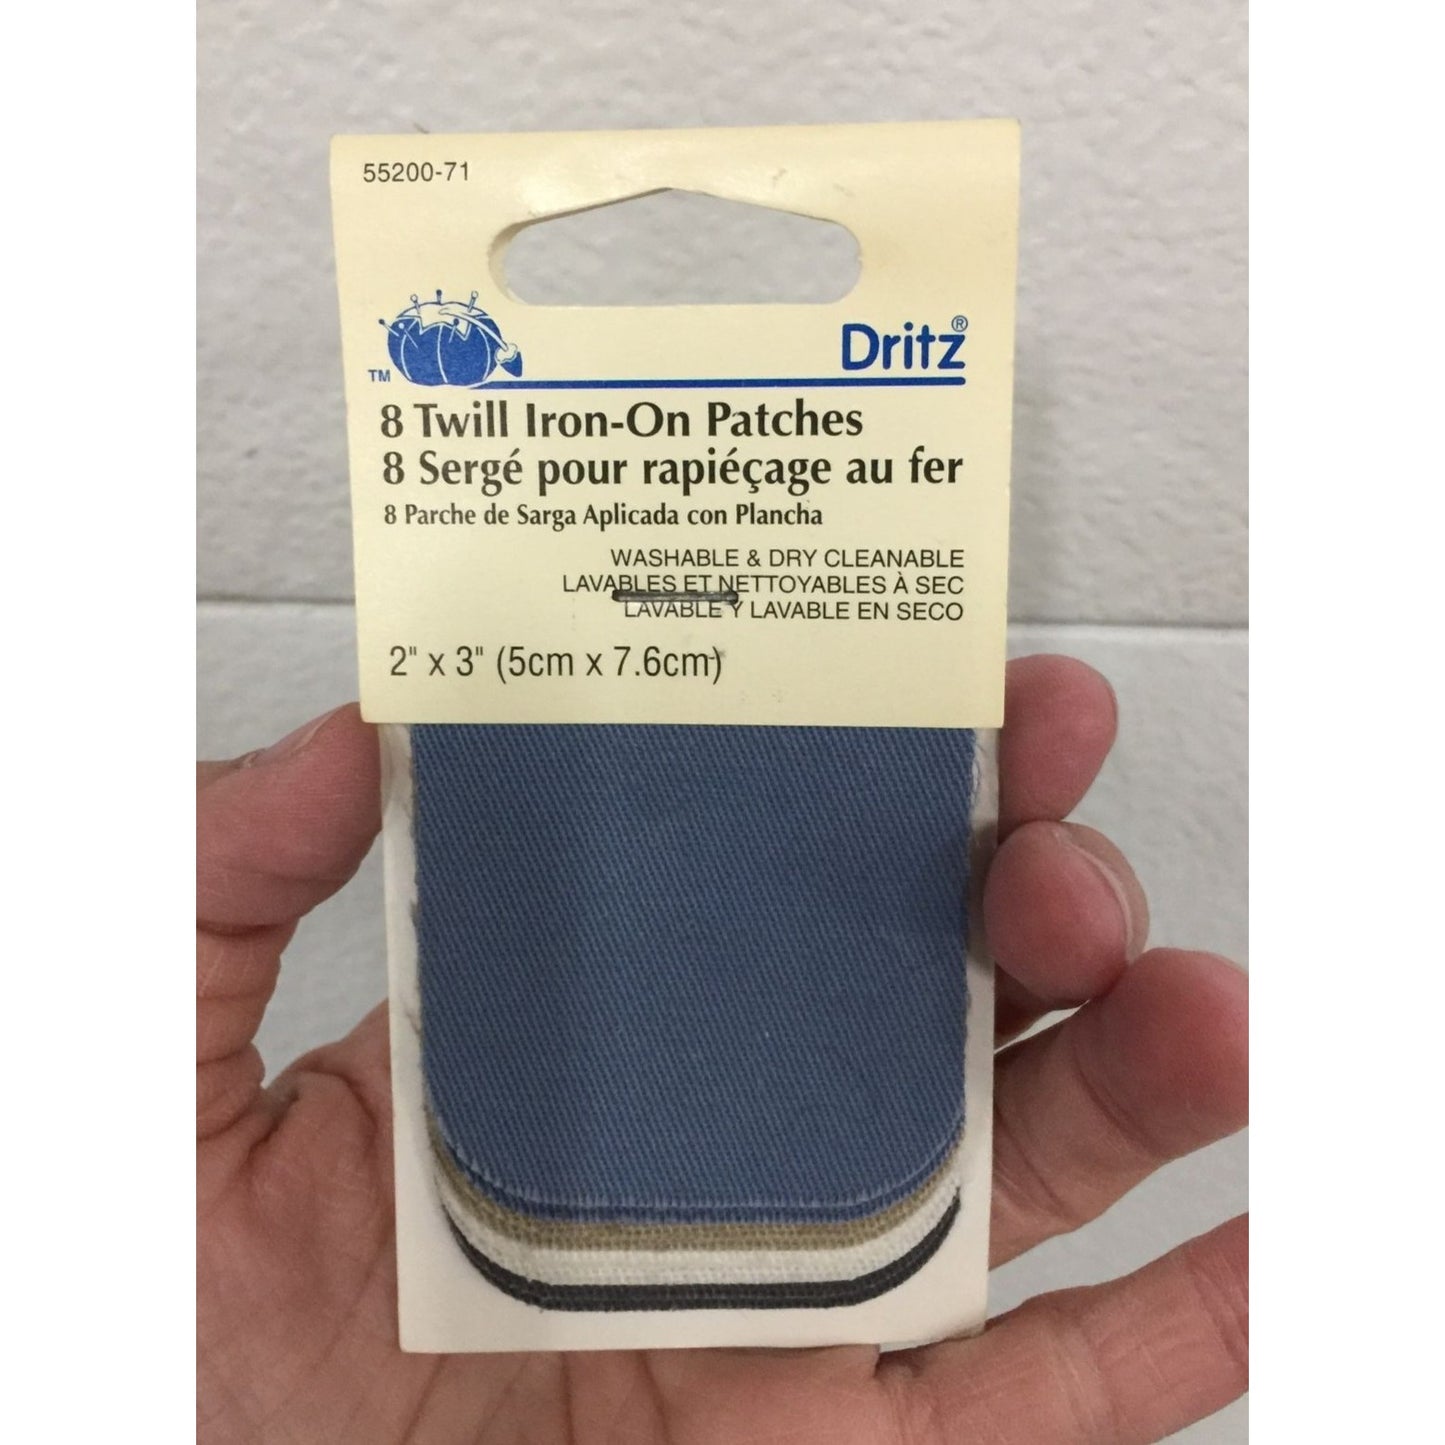 55200-71
TM
Dritz®
8 Twill Iron-On Patches
8 Sergé pour rapiéçage au fer
8 Parche de Sarga Aplicada con Plancha
WASHABLE & DRY CLEANABLE
LAVABLES ET NETTOYABLES À SEC
LAVABLE Y LAVABLE EN SECO
2" x 3" (5cm x 7.6cm)